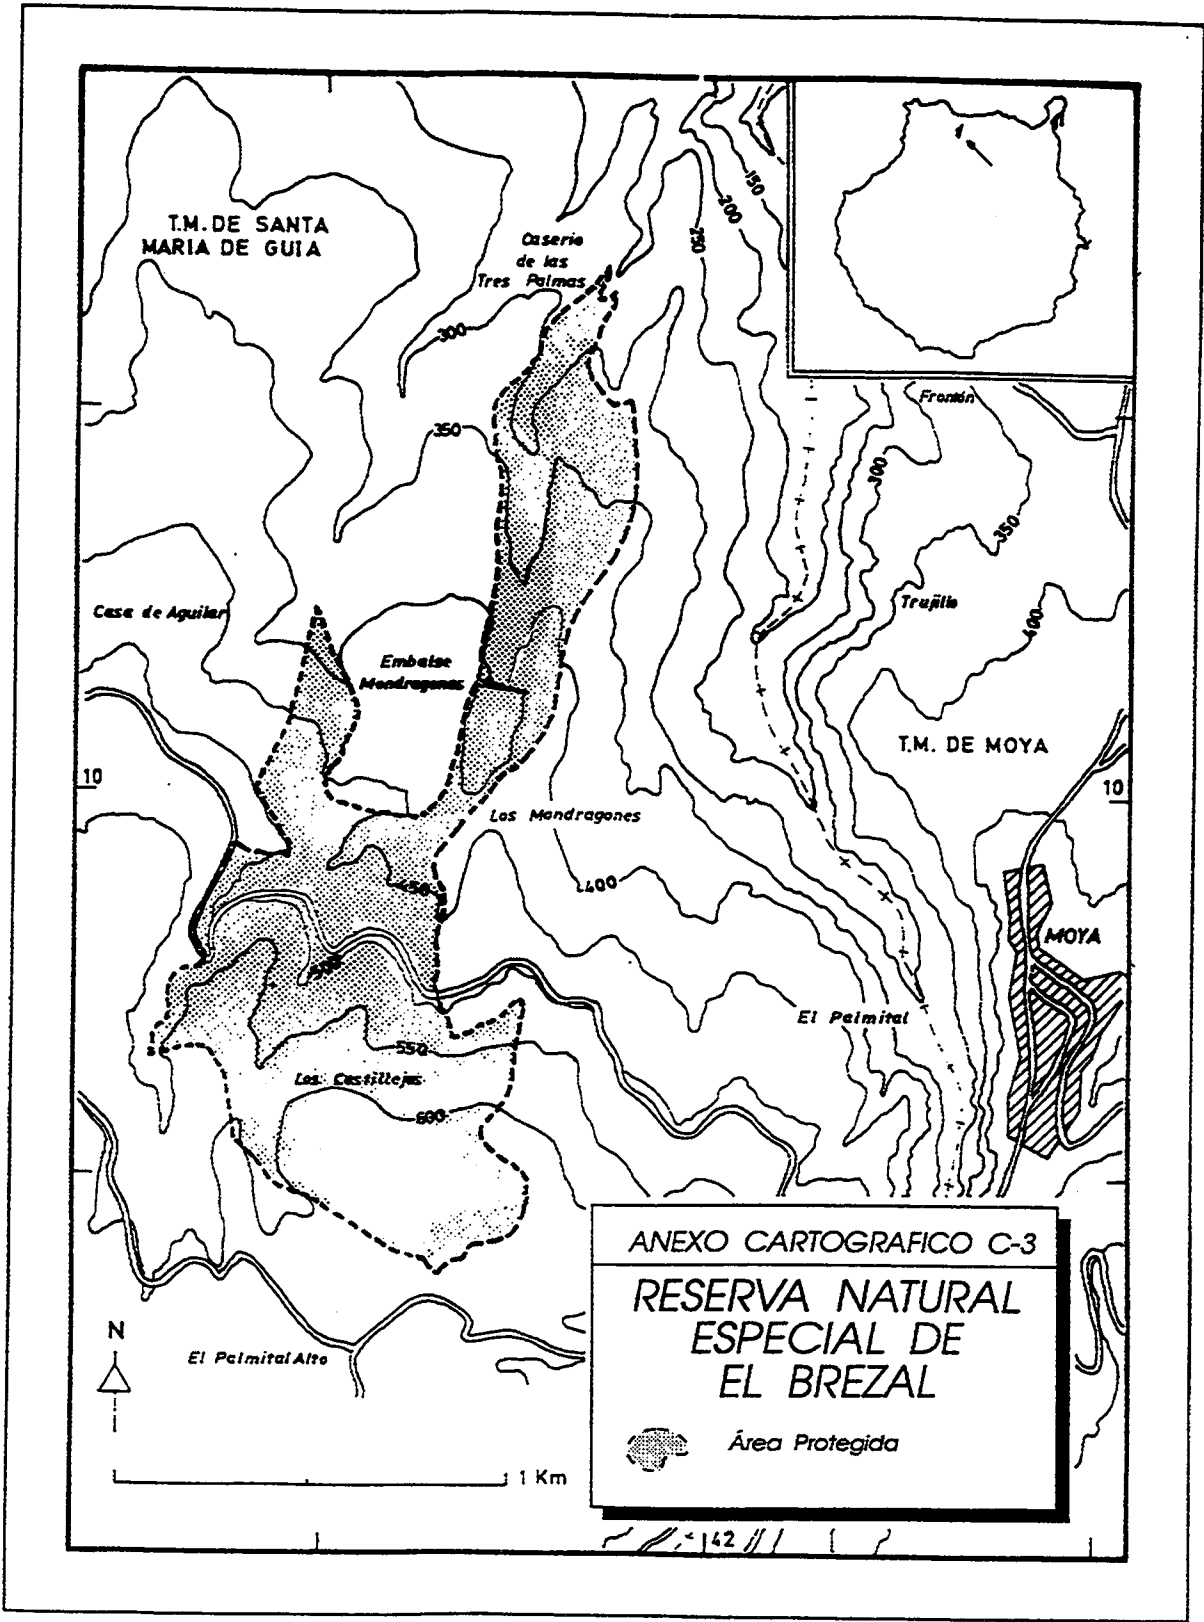 T.M. DE SANTA
MARIA DE GUIA
Caserio
de las
Tres Palmas
150
200
250
300
350
Frontón
300
350
Casa de Aguilar
Trujillo
400
Embalse
Mondragones
T.M. DE MOYA
10
10
Los Mondragones
450
400
MOYA
500
El Palmital
550
Los Castillejos
600
ANEXO CARTOGRAFICO C-3
RESERVA NATURAL
ESPECIAL DE
EL BREZAL
Área Protegida
N
El Palmital Alto
1 Km
42